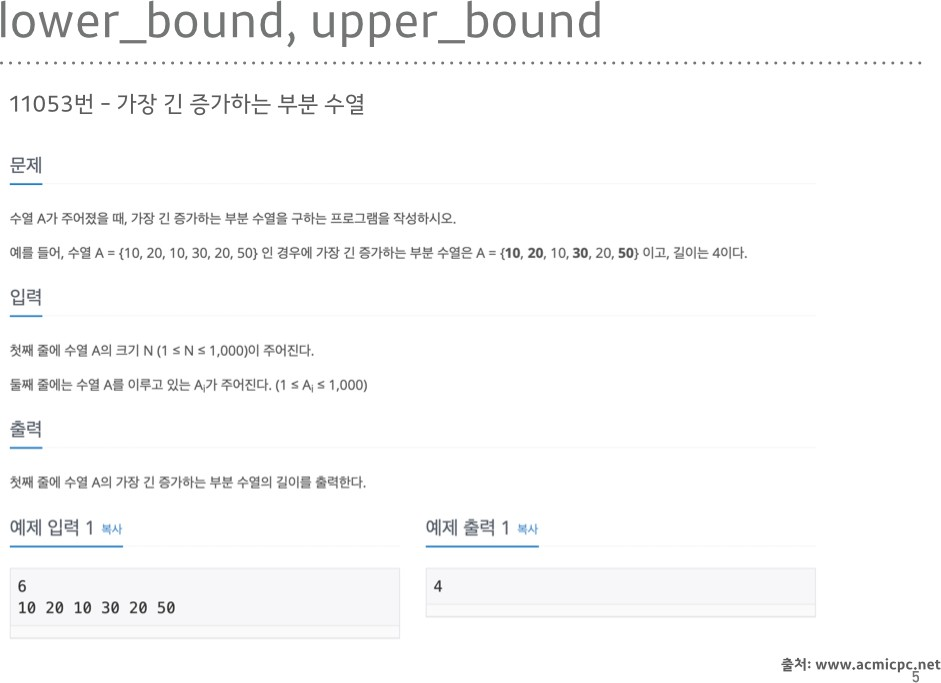 lower_bound, upper_bound
11053번 – 가장 긴 증가하는 부분 수열
문제
수열 A가 주어졌을 때, 가장 긴 증가하는 부분 수열을 구하는 프로그램을 작성하시오.
예를 들어, 수열 A = {10, 20, 10, 30, 20, 50} 인 경우에 가장 긴 증가하는 부분 수열은 A = {10, 20, 10, 30, 20, 50} 이고, 길이는 4이다.
입력
첫째 줄에 수열 A의 크기 N (1 ≤ N ≤ 1,000)이 주어진다.
둘째 줄에는 수열 A를 이루고 있는 Aᵢ가 주어진다. (1 ≤ Aᵢ ≤ 1,000)
출력
첫째 줄에 수열 A의 가장 긴 증가하는 부분 수열의 길이를 출력한다.
예제 입력 1 복사
6
10 20 10 30 20 50
예제 출력 1 복사
4
출처: www.acmicpc.net
5